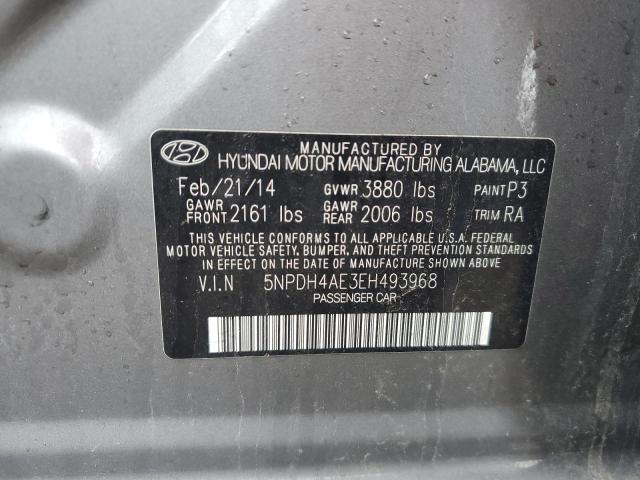 MANUFACTURED BY
HYUNDAI MOTOR MANUFACTURING ALABAMA, LLC
Feb/21/14 GVWR 3880 lbs PAINT P3
GAWR FRONT 2161 lbs GAWR REAR 2006 lbs TRIM RA
THIS VEHICLE CONFORMS TO ALL APPLICABLE U.S.A. FEDERAL
MOTOR VEHICLE SAFETY, BUMPER, AND THEFT PREVENTION STANDARDS
IN EFFECT ON THE DATE OF MANUFACTURE SHOWN ABOVE
V.I.N 5NPDH4AE3EH493968
PASSENGER CAR